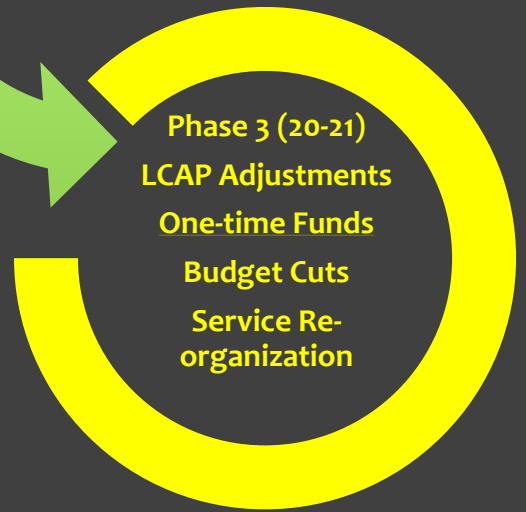 Phase 3 (20-21)
LCAP Adjustments
One-time Funds
Budget Cuts
Service Re-
organization